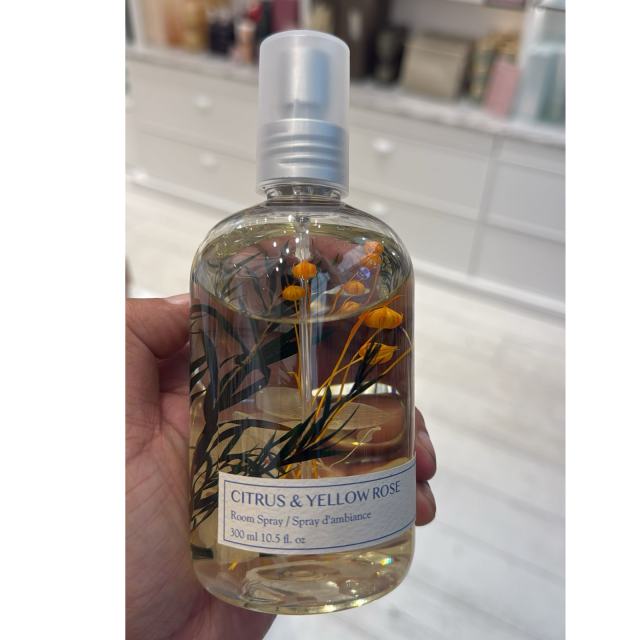 CITRUS & YELLOW ROSE
Room Spray / Spray d'ambiance
300 ml 10.5 fl. oz